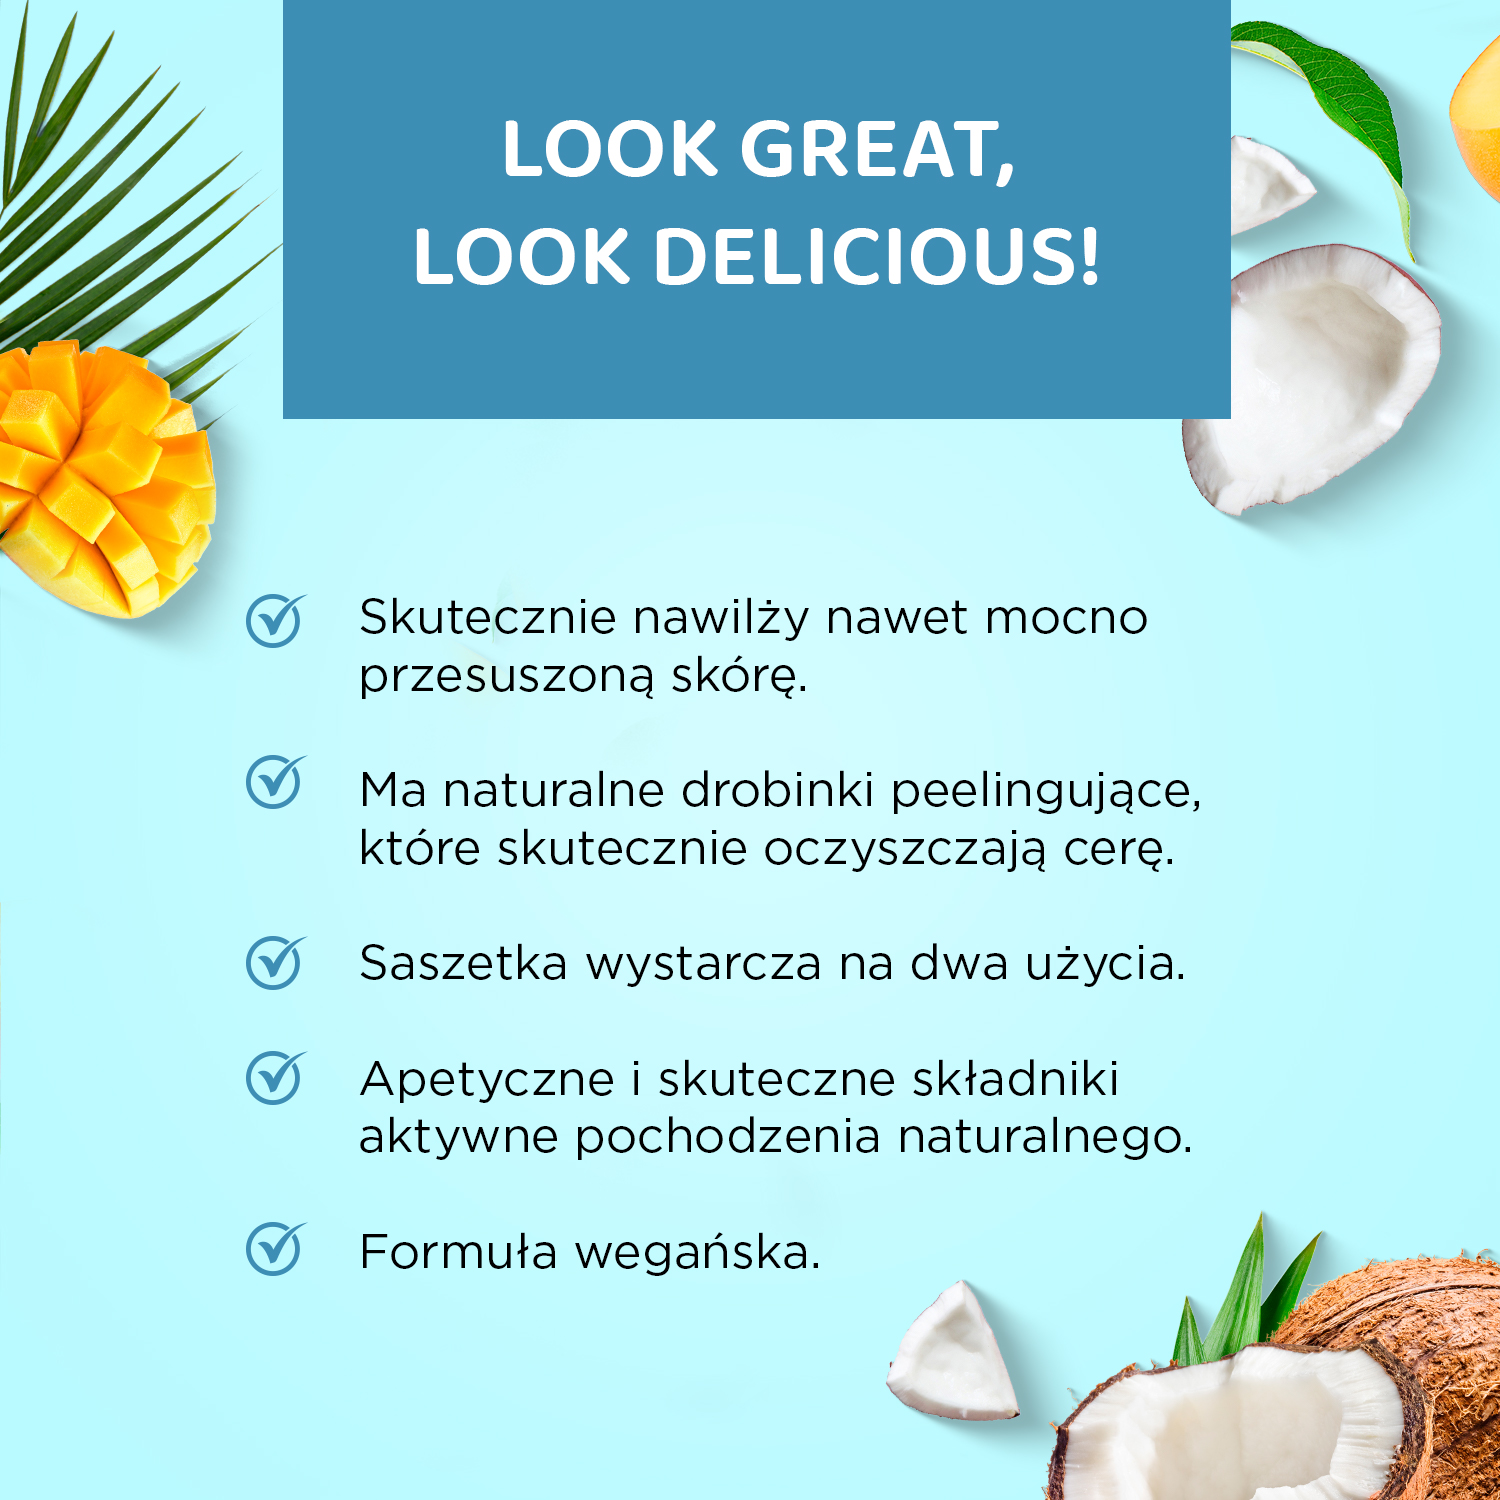 LOOK GREAT,
LOOK DELICIOUS!
Skutecznie nawilży nawet mocno
przesuszoną skórę.
Ma naturalne drobinki peelingujące,
które skutecznie oczyszczają cerę.
Saszetka wystarcza na dwa użycia.
Apetyczne i skuteczne składniki
aktywne pochodzenia naturalnego.
Formuła wegańska.